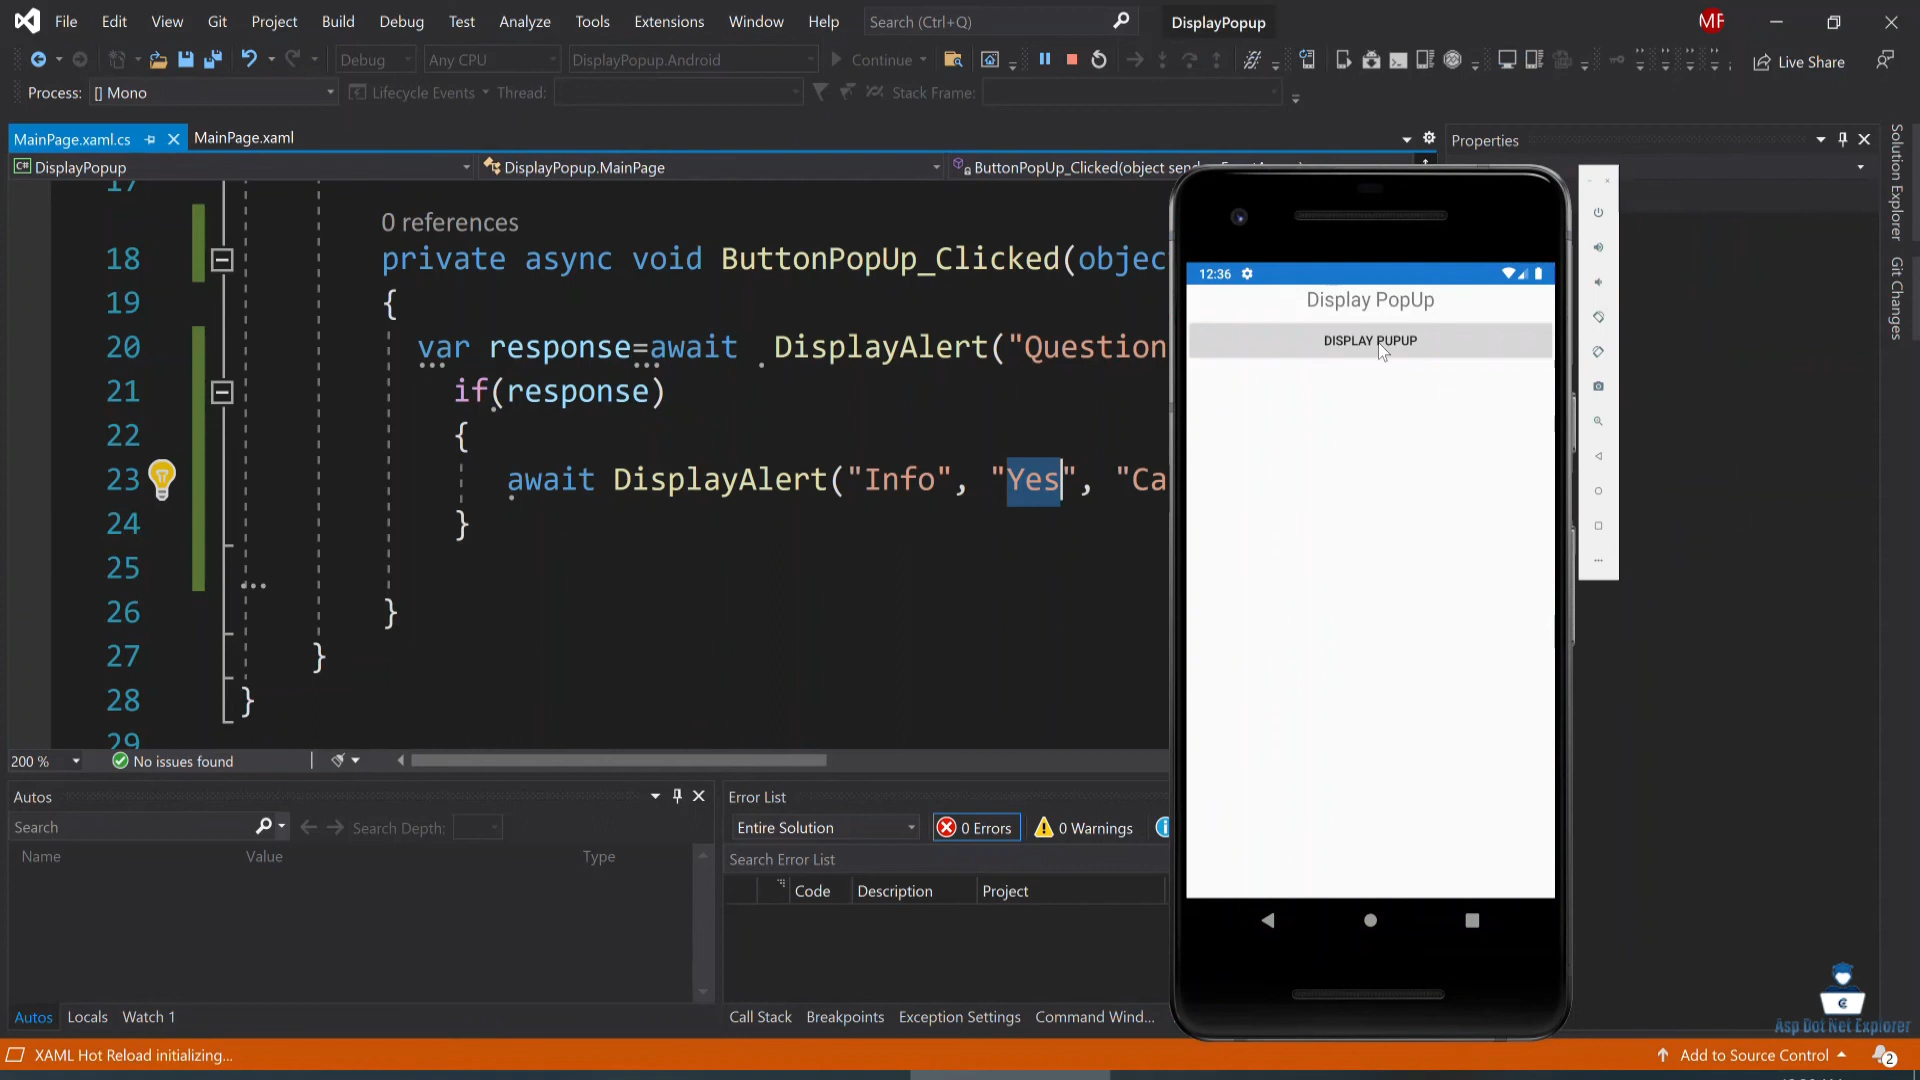 File Edit View Git Project Build Debug Test Analyze Tools Extensions Window Help Search (Ctrl+Q) DisplayPopup MF
Debug Any CPU DisplayPopup.Android Continue Live Share
Process: [] Mono Lifecycle Events Thread: Stack Frame:
MainPage.xaml.cs MainPage.xaml Properties
DisplayPopup DisplayPopup.MainPage ButtonPopUp_Clicked(object sen
Solution Explorer
Git Changes
17
0 references
18 private async void ButtonPopUp_Clicked(objec
19 {
20 var response=await DisplayAlert("Question
21 if(response)
22 {
23 await DisplayAlert("Info", "Yes", "Ca
24 }
25
26 }
27 }
28 }
29
12:36
Display PopUp
DISPLAY PUPUP
200 % No issues found
Autos
Search Search Depth:
Name Value Type
Autos Locals Watch 1
Error List
Entire Solution 0 Errors 0 Warnings
Search Error List
Code Description Project
Call Stack Breakpoints Exception Settings Command Wind...
Asp Dot Net Explorer
XAML Hot Reload initializing... Add to Source Control 2